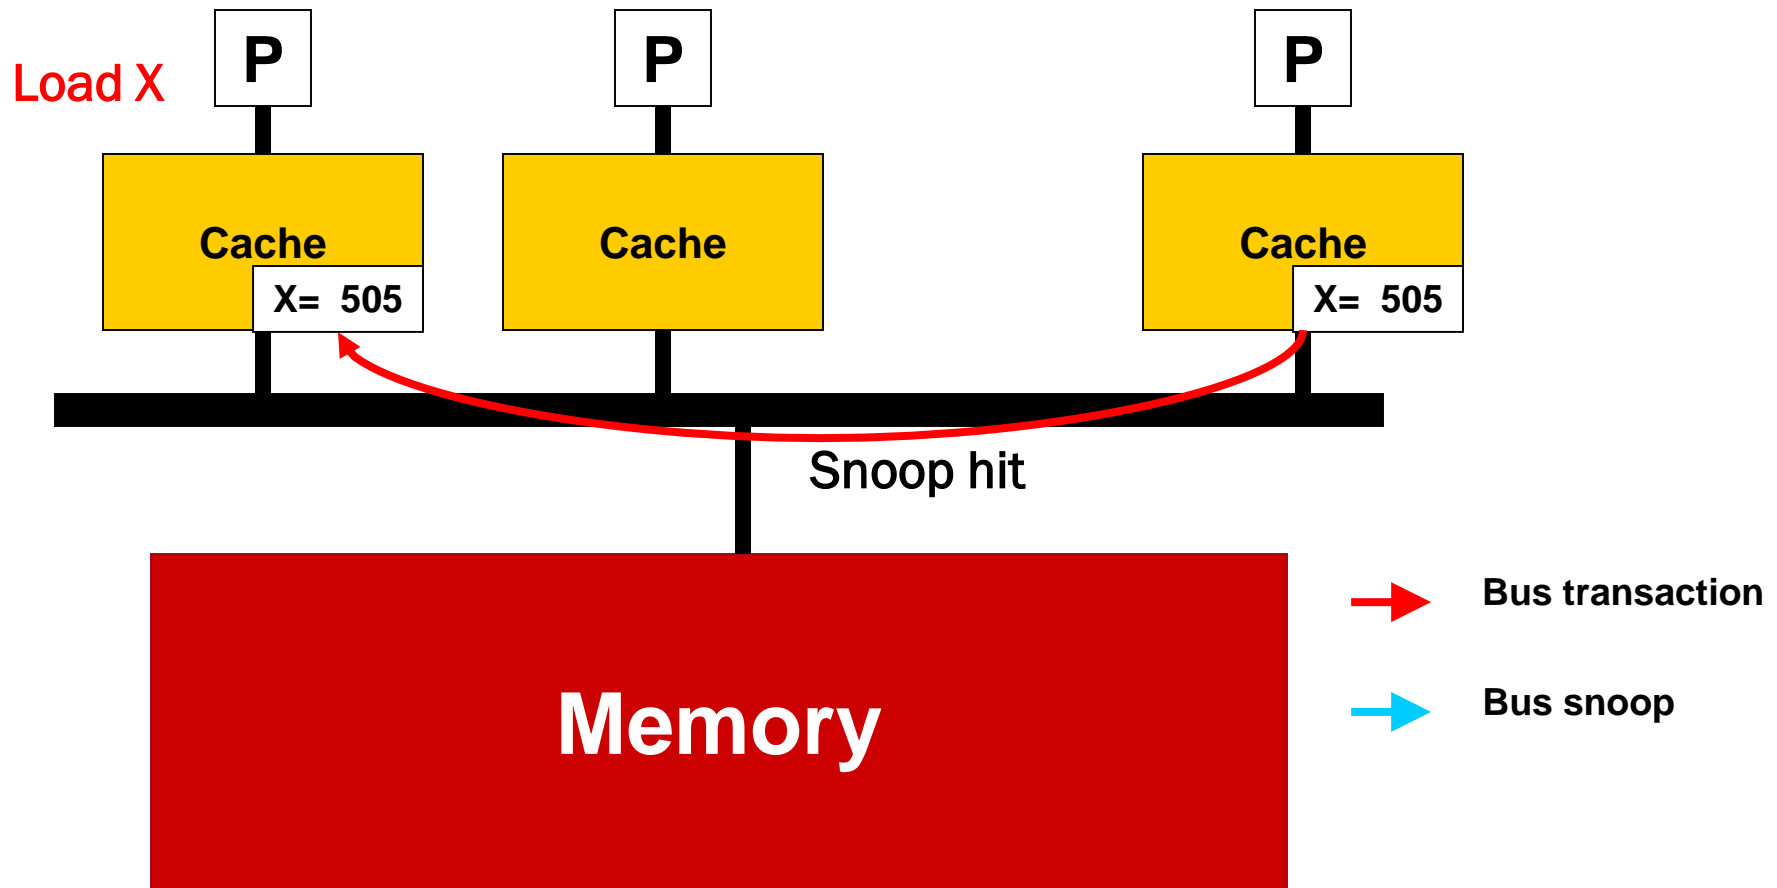 P
P
P
Load X
Cache
Cache
Cache
X= 505
X= 505
Snoop hit
Bus transaction
Bus snoop
Memory